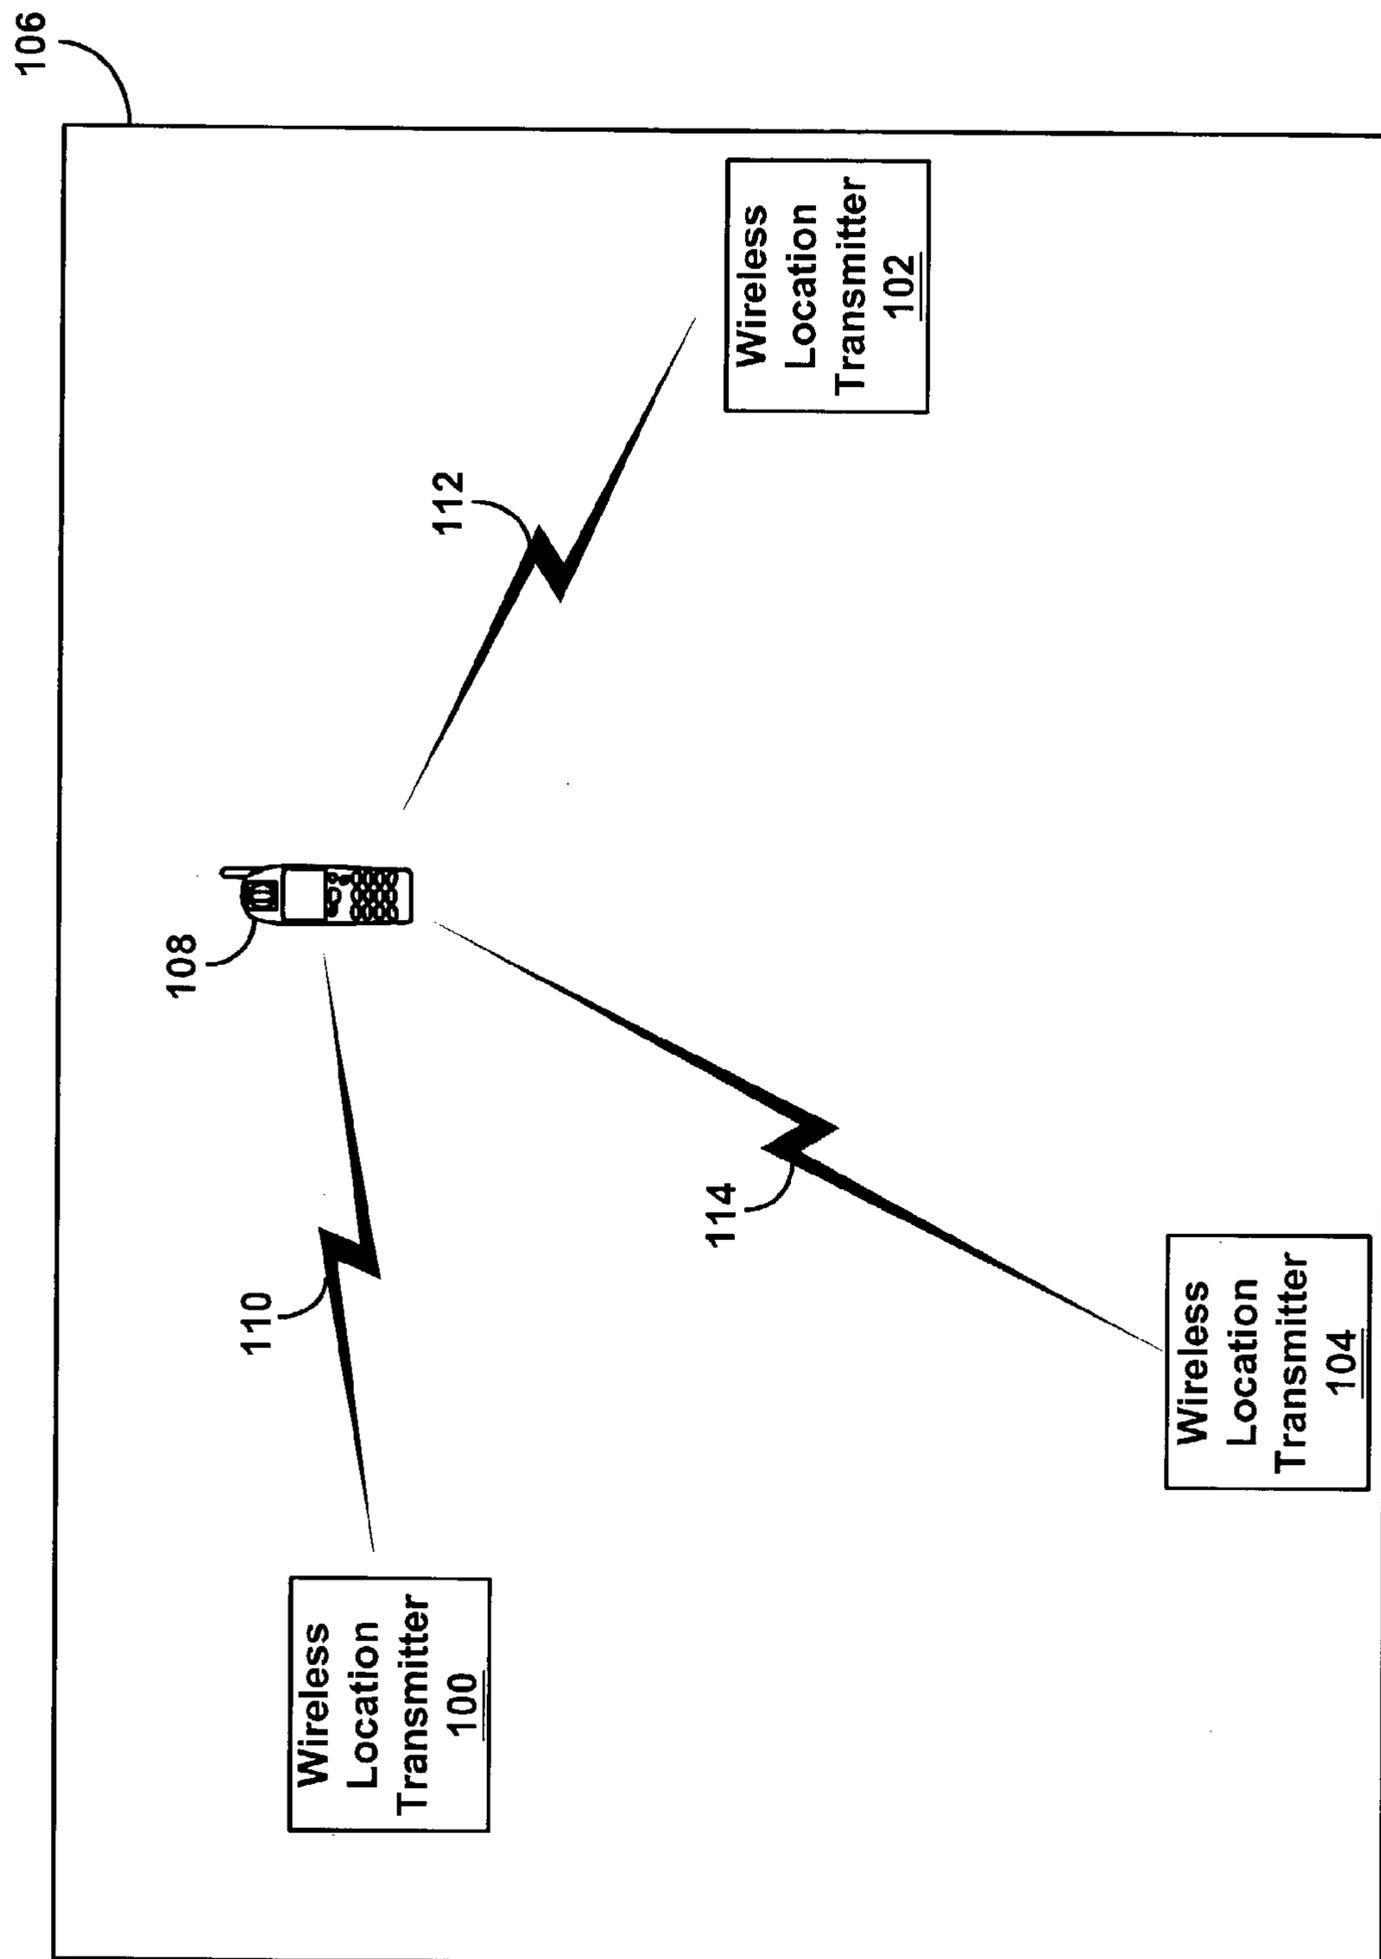 106
108
112
110
114
Wireless
Location
Transmitter
100
Wireless
Location
Transmitter
102
Wireless
Location
Transmitter
104